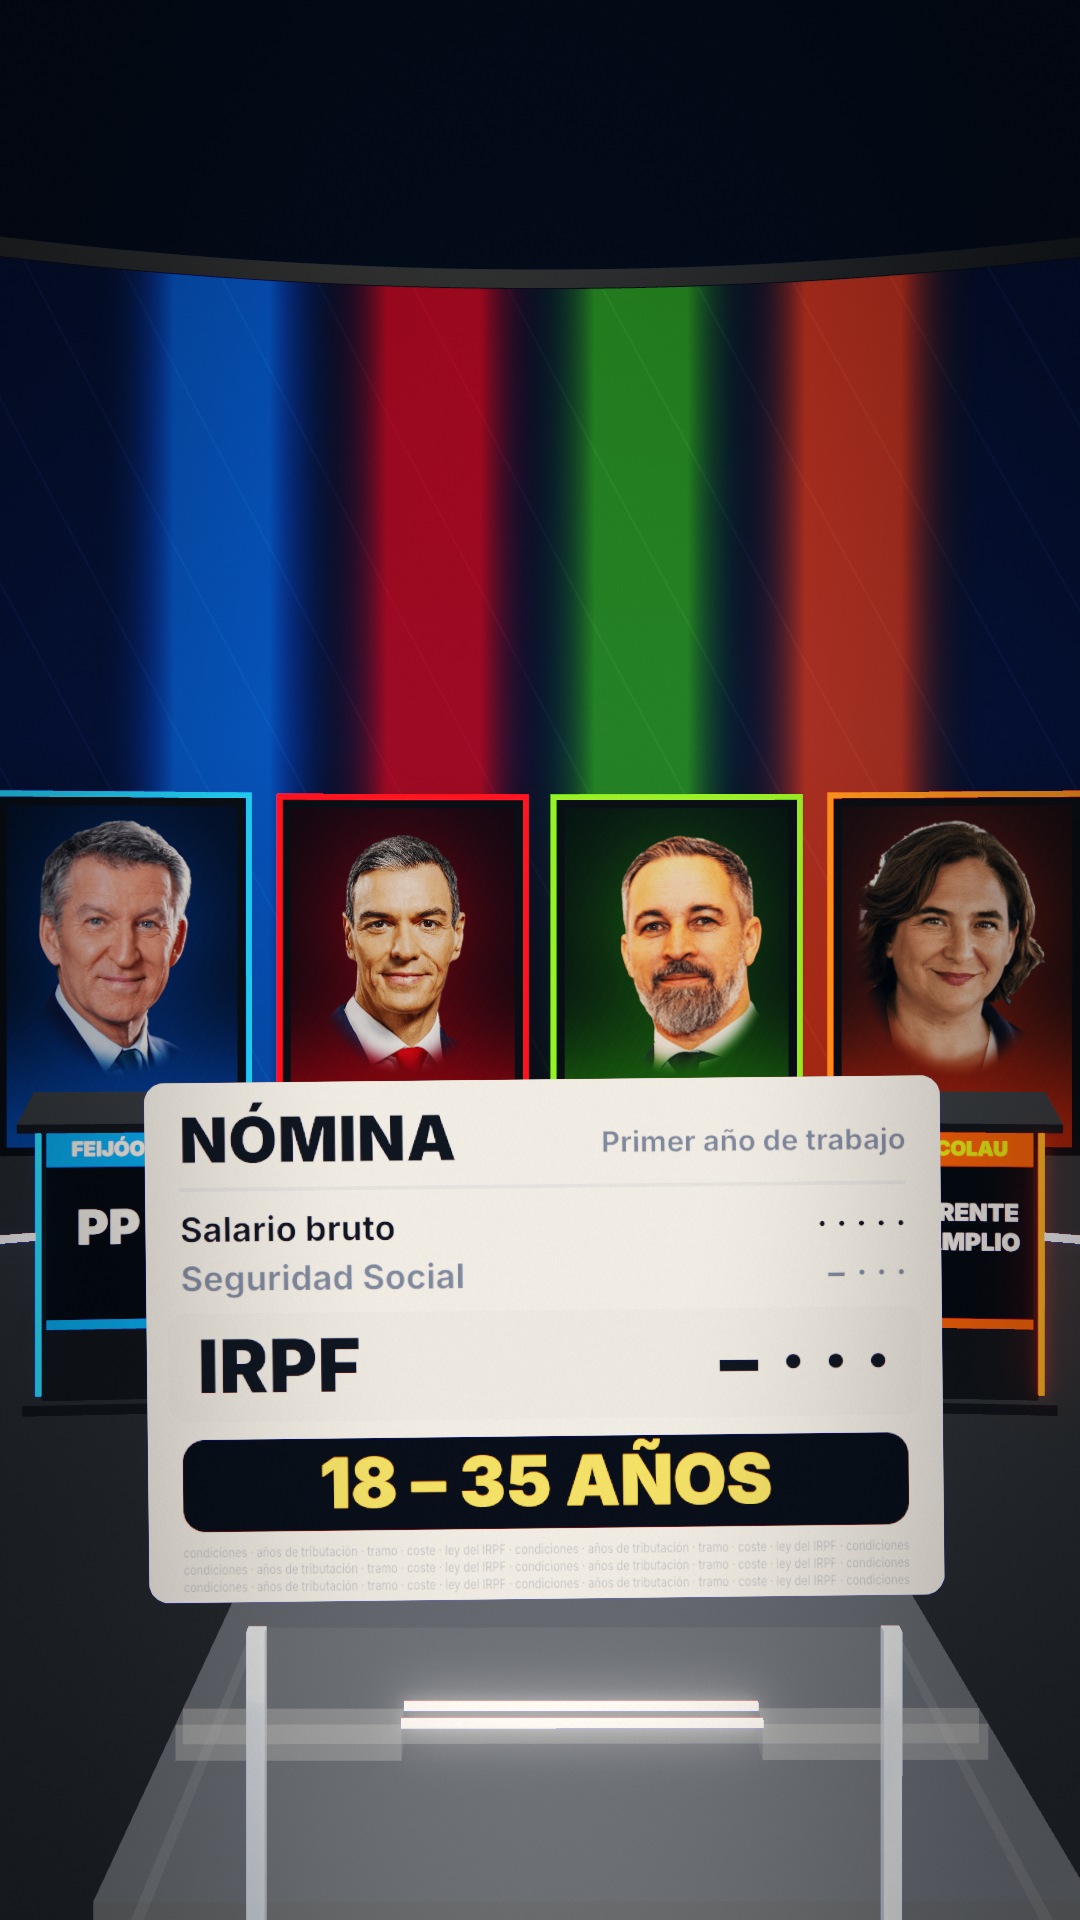 FEIJÓO
PP
COLAU
RENTE
MPLIO
NÓMINA
Primer año de trabajo
Salario bruto
· · · · ·
Seguridad Social
– · · ·
IRPF
– · · ·
18 – 35 AÑOS
condiciones · años de tributación · tramo · coste · ley del IRPF · condiciones · años de tributación · tramo · coste · ley del IRPF · condiciones
condiciones · años de tributación · tramo · coste · ley del IRPF · condiciones · años de tributación · tramo · coste · ley del IRPF · condiciones
condiciones · años de tributación · tramo · coste · ley del IRPF · condiciones · años de tributación · tramo · coste · ley del IRPF · condiciones